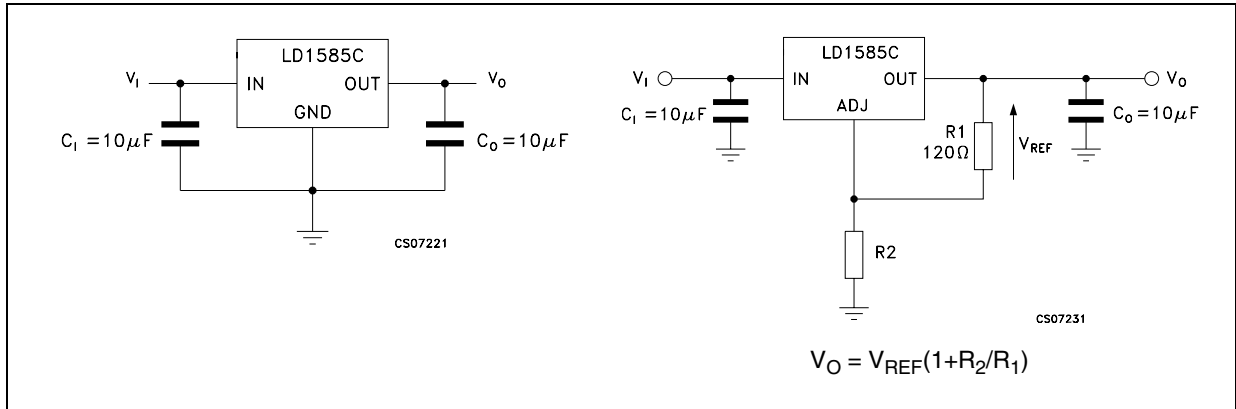 LD1585C
V_I
IN
OUT
V_O
GND
C_I =10μF
C_O =10μF
CS07221
LD1585C
V_I
IN
OUT
V_O
ADJ
C_I =10μF
R1
120Ω
V_REF
C_O =10μF
R2
CS07231
V_O = V_REF(1+R_2/R_1)